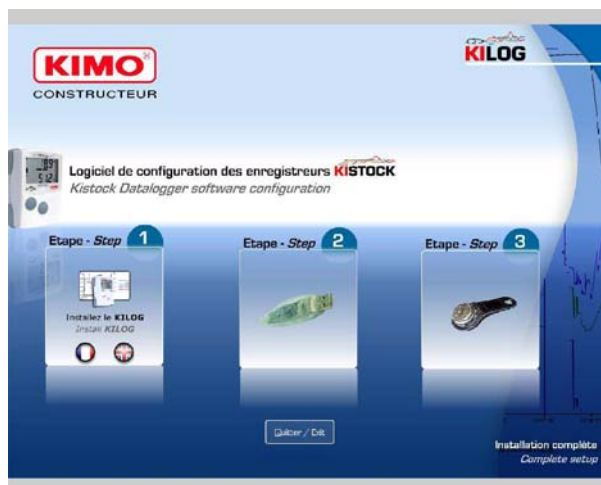 KIMO®
CONSTRUCTEUR
KILOG
Logiciel de configuration des enregistreurs KISTOCK
Kistock Datalogger software configuration
Etape - Step 1
Installez le KILOG
Install KILOG
Etape - Step 2
Etape - Step 3
Quitter / Exit
Installation complète
Complete setup